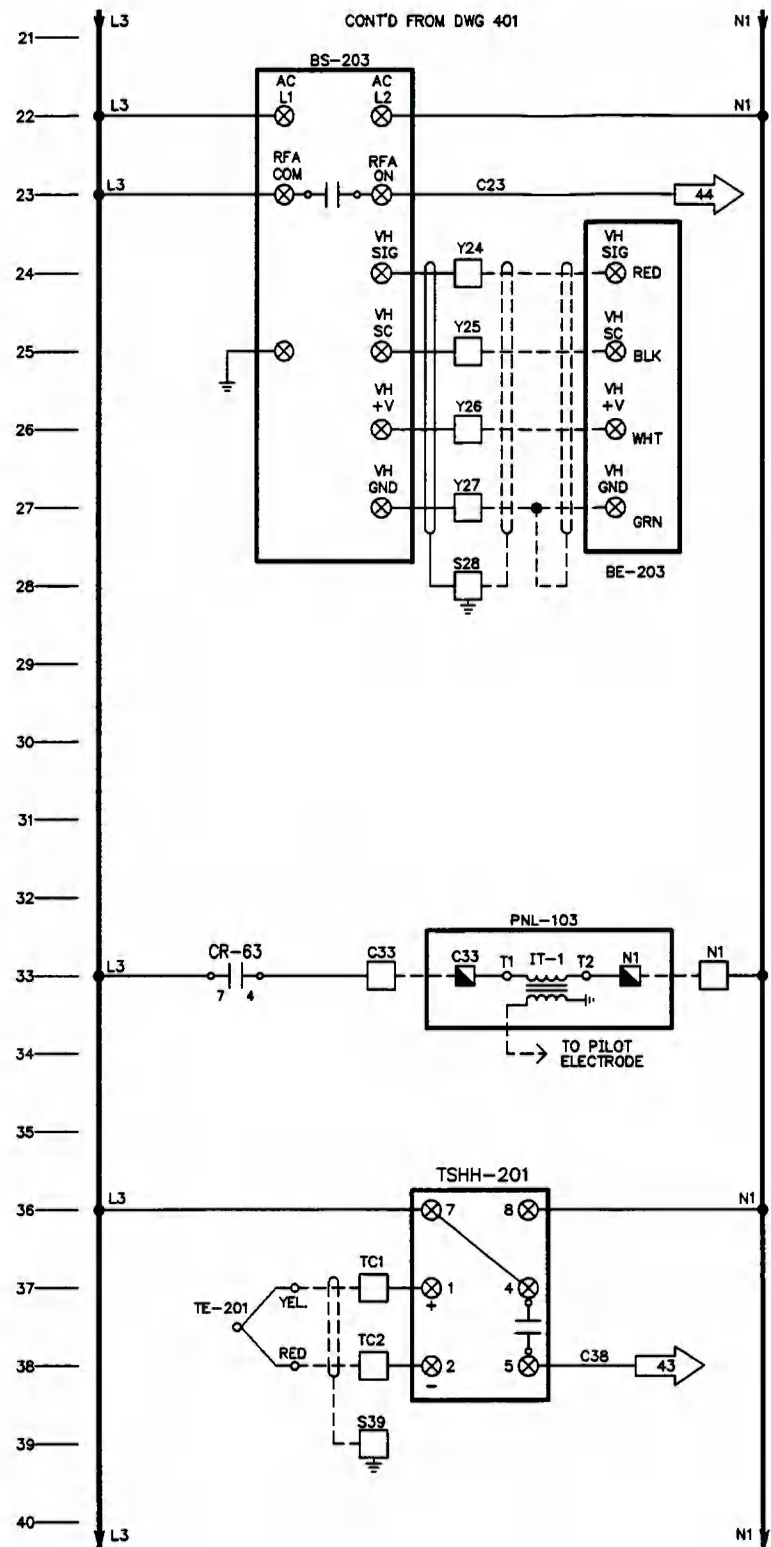 L3 CONT'D FROM DWG 401 N1
21
BS-203
AC L1 AC L2
22 L3 N1
RFA COM RFA ON
23 L3 C23 44
VH SIG Y24 VH SIG
24 RED
VH SC Y25 VH SC
25 BLK
VH +V Y26 VH +V
26 WHT
VH GND Y27 VH GND
27 GRN
S28 BE-203
28
29
30
31
32
PNL-103
CR-63 C33 C33 T1 IT-1 T2 N1 N1
33 L3
7 4
34 TO PILOT
ELECTRODE
35
TSHH-201
36 L3 7 8 N1
TC1
37 YEL. 1 4
+
TE-201
RED TC2
38 2 5 C38 43
-
S39
39
40
L3 N1